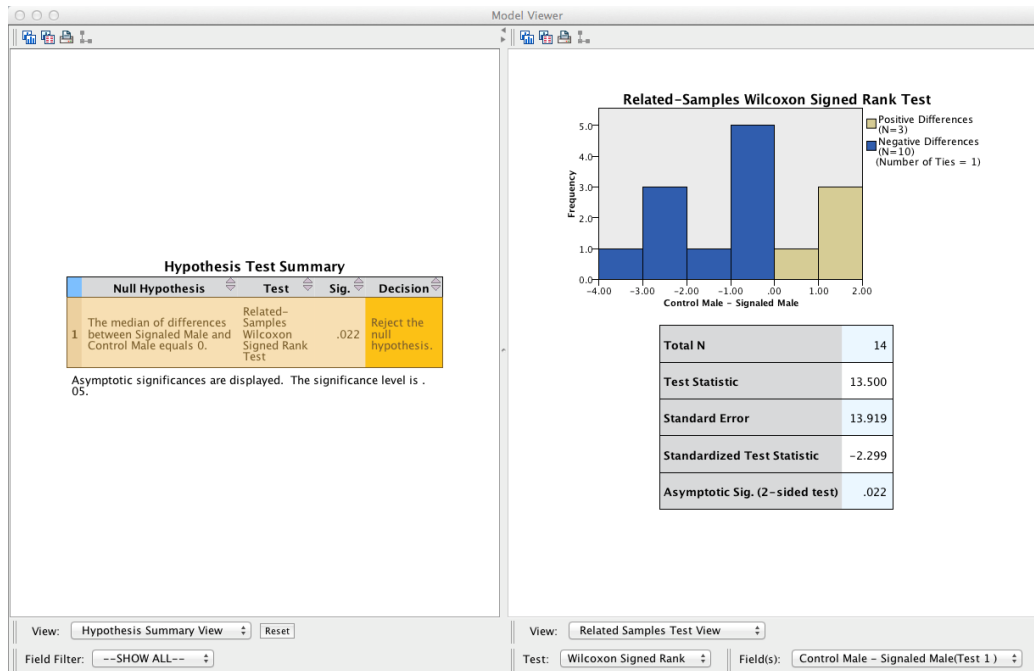 Model Viewer
Hypothesis Test Summary
Null Hypothesis Test Sig. Decision
1 The median of differences between Signaled Male and Control Male equals 0. Related-Samples Wilcoxon Signed Rank Test .022 Reject the null hypothesis.
Asymptotic significances are displayed. The significance level is .
05.
View: Hypothesis Summary View Reset
Field Filter: --SHOW ALL--
Related-Samples Wilcoxon Signed Rank Test
Positive Differences
(N=3)
Negative Differences
(N=10)
(Number of Ties = 1)
Frequency
5.0
4.0
3.0
2.0
1.0
0.0
-4.00 -3.00 -2.00 -1.00 .00 1.00 2.00
Control Male - Signaled Male
Total N 14
Test Statistic 13.500
Standard Error 13.919
Standardized Test Statistic -2.299
Asymptotic Sig. (2-sided test) .022
View: Related Samples Test View
Test: Wilcoxon Signed Rank Field(s): Control Male - Signaled Male(Test 1 )